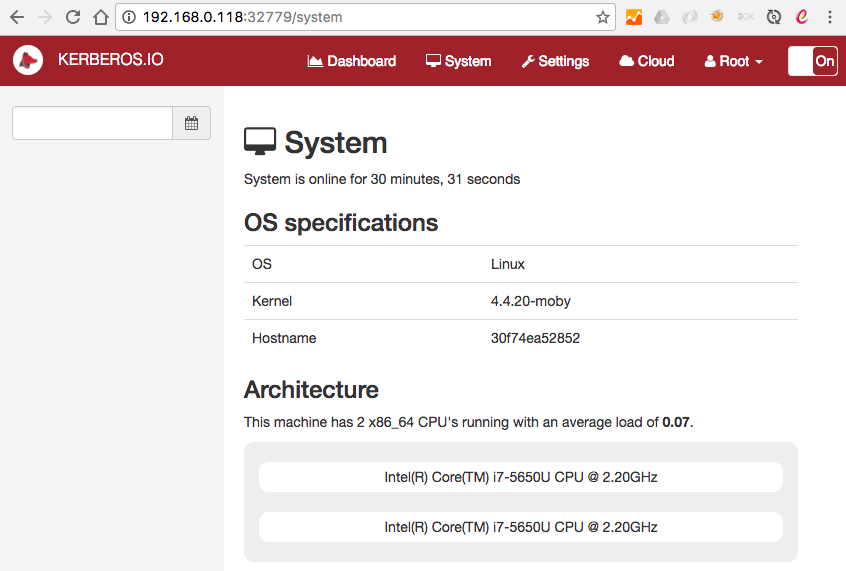 192.168.0.118:32779/system
KERBEROS.IO Dashboard System Settings Cloud Root On
System
System is online for 30 minutes, 31 seconds
OS specifications
OS Linux
Kernel 4.4.20-moby
Hostname 30f74ea52852
Architecture
This machine has 2 x86_64 CPU's running with an average load of 0.07.
Intel(R) Core(TM) i7-5650U CPU @ 2.20GHz
Intel(R) Core(TM) i7-5650U CPU @ 2.20GHz